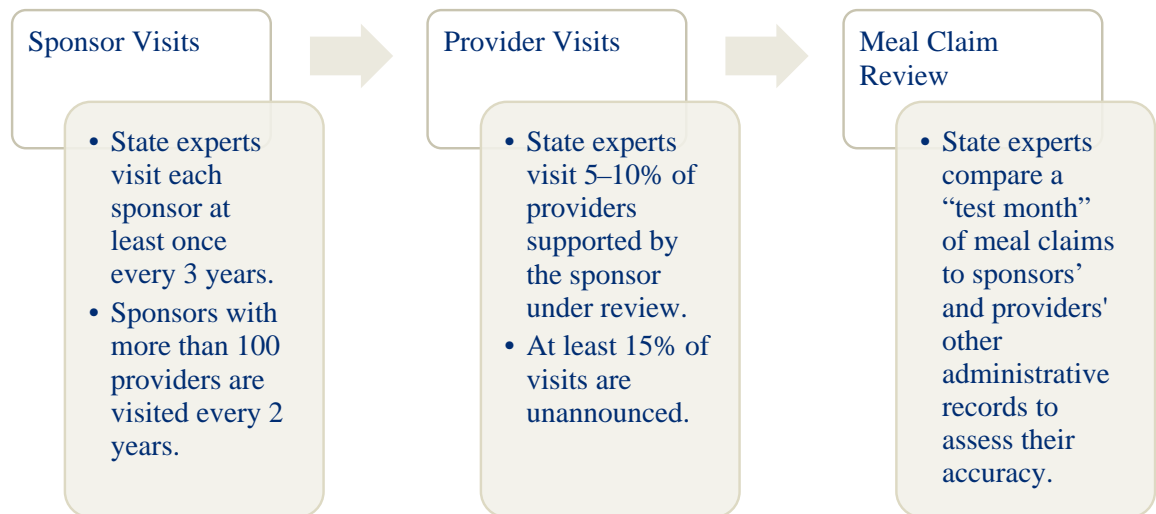 Sponsor Visits
• State experts
visit each
sponsor at
least once
every 3 years.
• Sponsors with
more than 100
providers are
visited every 2
years.
Provider Visits
• State experts
visit 5–10% of
providers
supported by
the sponsor
under review.
• At least 15% of
visits are
unannounced.
Meal Claim
Review
• State experts
compare a
“test month”
of meal claims
to sponsors’
and providers'
other
administrative
records to
assess their
accuracy.